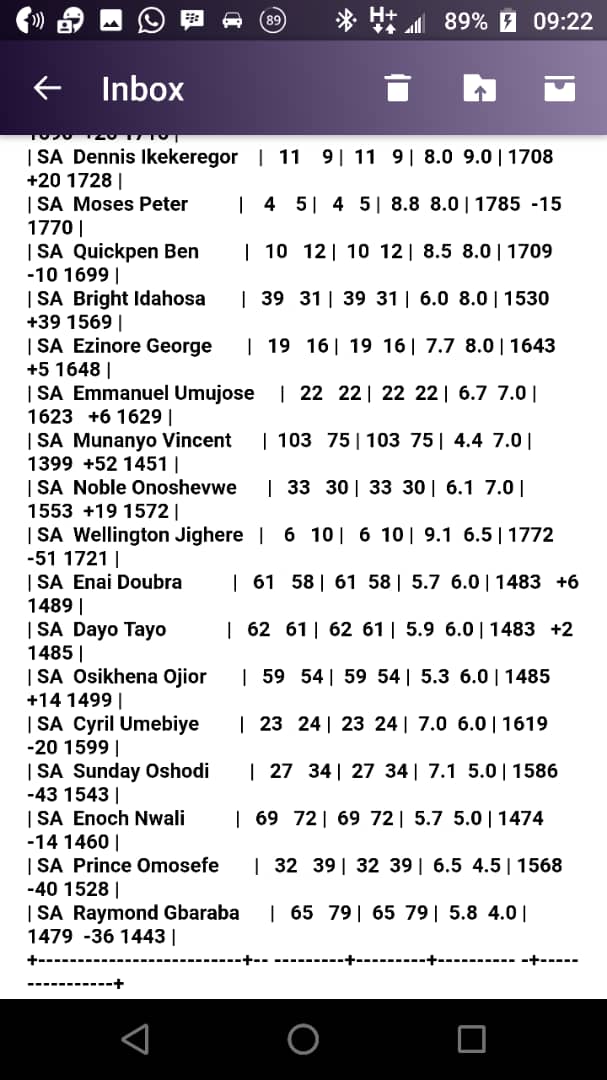 89 H+ 89% 09:22
Inbox
| SA Dennis Ikekeregor | 11 9 | 11 9 | 8.0 9.0 | 1708
+20 1728 |
| SA Moses Peter | 4 5 | 4 5 | 8.8 8.0 | 1785 -15
1770 |
| SA Quickpen Ben | 10 12 | 10 12 | 8.5 8.0 | 1709
-10 1699 |
| SA Bright Idahosa | 39 31 | 39 31 | 6.0 8.0 | 1530
+39 1569 |
| SA Ezinore George | 19 16 | 19 16 | 7.7 8.0 | 1643
+5 1648 |
| SA Emmanuel Umujose | 22 22 | 22 22 | 6.7 7.0 |
1623 +6 1629 |
| SA Munanyo Vincent | 103 75 | 103 75 | 4.4 7.0 |
1399 +52 1451 |
| SA Noble Onoshevwe | 33 30 | 33 30 | 6.1 7.0 |
1553 +19 1572 |
| SA Wellington Jighere | 6 10 | 6 10 | 9.1 6.5 | 1772
-51 1721 |
| SA Enai Doubra | 61 58 | 61 58 | 5.7 6.0 | 1483 +6
1489 |
| SA Dayo Tayo | 62 61 | 62 61 | 5.9 6.0 | 1483 +2
1485 |
| SA Osikhena Ojior | 59 54 | 59 54 | 5.3 6.0 | 1485
+14 1499 |
| SA Cyril Umebiye | 23 24 | 23 24 | 7.0 6.0 | 1619
-20 1599 |
| SA Sunday Oshodi | 27 34 | 27 34 | 7.1 5.0 | 1586
-43 1543 |
| SA Enoch Nwali | 69 72 | 69 72 | 5.7 5.0 | 1474
-14 1460 |
| SA Prince Omosefe | 32 39 | 32 39 | 6.5 4.5 | 1568
-40 1528 |
| SA Raymond Gbaraba | 65 79 | 65 79 | 5.8 4.0 |
1479 -36 1443 |
+--------------------------+-- ---------+---------+---------- -+-----
-----------+